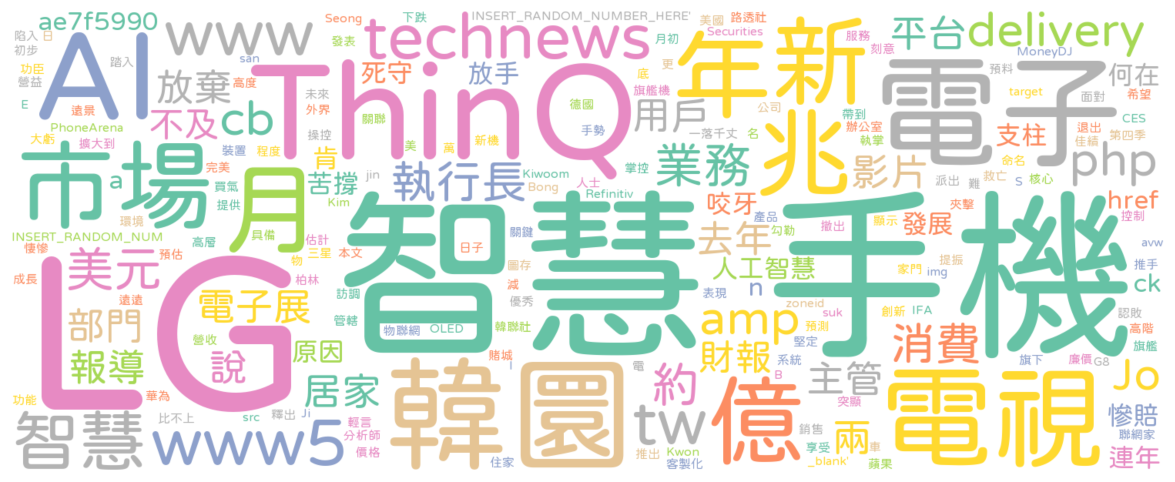 ae7f5990
下跌
Seong
INSERT_RANDOM_NUMBER_HERE'
美國
路透社
陷入
日
初步
www
technews
發表
月初
Securities
服務
刻意
平台
delivery
AI
ThinQ
年
新
功臣
踏入
營益
放棄
sán
高度
死守
放手
旗艦機
更
底
MoneyDJ
預料
何在
電子
E
遠景
未來
外界
不及
cb
關聯
德國
用戶
公司
帶到
target
面對
希望
PhoneArena
操控
新機
手勢
辦公室
CES
大虧
擴大到
裝置
程度
美
萬
一落千丈
名
執掌
支柱
退出
第四季
佳績
市場
完美
肯
兆
影片
命名
php
a
買氣
月
苦撐
jin
執行長
掌控
業務
派出
救亡
S
核心
提供
Kim
人士
Kiwoom
Bong
Refinitiv
難
環境
具備
智慧
手機
咬牙
產品
撤出
顯示
發展
夾擊
href
控制
INSERT_RANDOM_NUM
高層
估計
日子
關鍵
去年
勾勒
悽慘
預估
物
三星
本文
人工智慧
家門
提振
avw
LG
美元
柏林
圖存
img
推手
成長
遠遠
訪調
減
優秀
n
表現
zoneid
ck
部門
電子展
管轄
物聯網
OLED
韓聯社
amp
suk
創新
IFA
認敗
預測
堅定
高階
報導
營收
說
原因
賭城
I
財報
系統
消費
旗下
廉價
G8
旗艦
功能
華為
居家
韓圜
電
約
億
B
主管
電視
Jo
突顯
智慧
比不上
src
釋出
Ji
輕言
分析師
價格
tw
兩
銷售
享受
車
慘賠
聯網家
www5
住家
推出
Kwon
客製化
_blank'
蘋果
連年